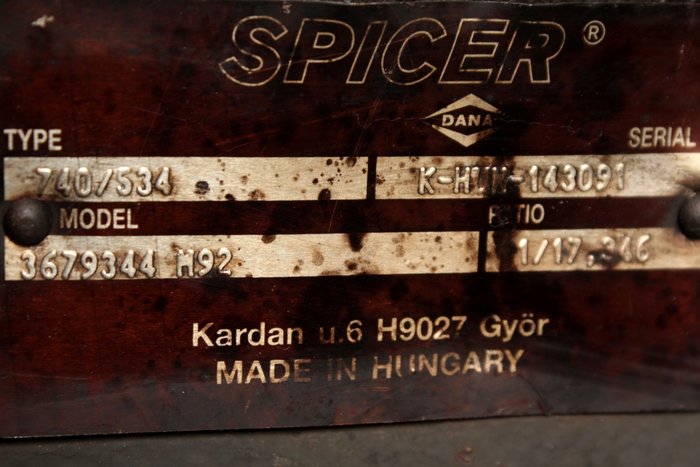 SPICER®
DANA
TYPE SERIAL
740/534 K-HUN-143091
MODEL RATIO
3679344 M92 1/17,346
Kardan u.6 H9027 Györ
MADE IN HUNGARY